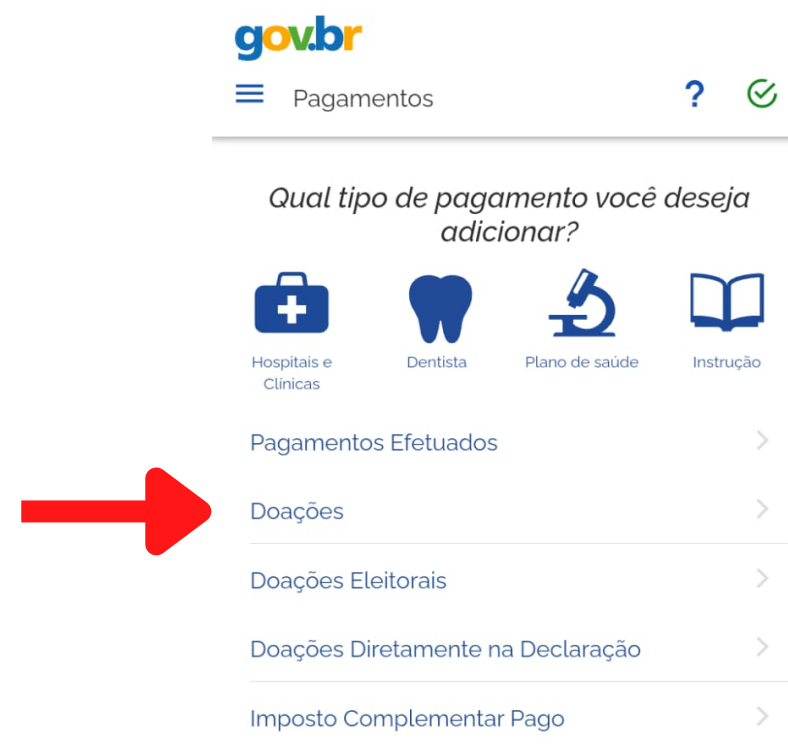 gov.br
Pagamentos ?
Qual tipo de pagamento você deseja
adicionar?
Hospitais e
Clínicas
Dentista
Plano de saúde
Instrução
Pagamentos Efetuados
Doações
Doações Eleitorais
Doações Diretamente na Declaração
Imposto Complementar Pago